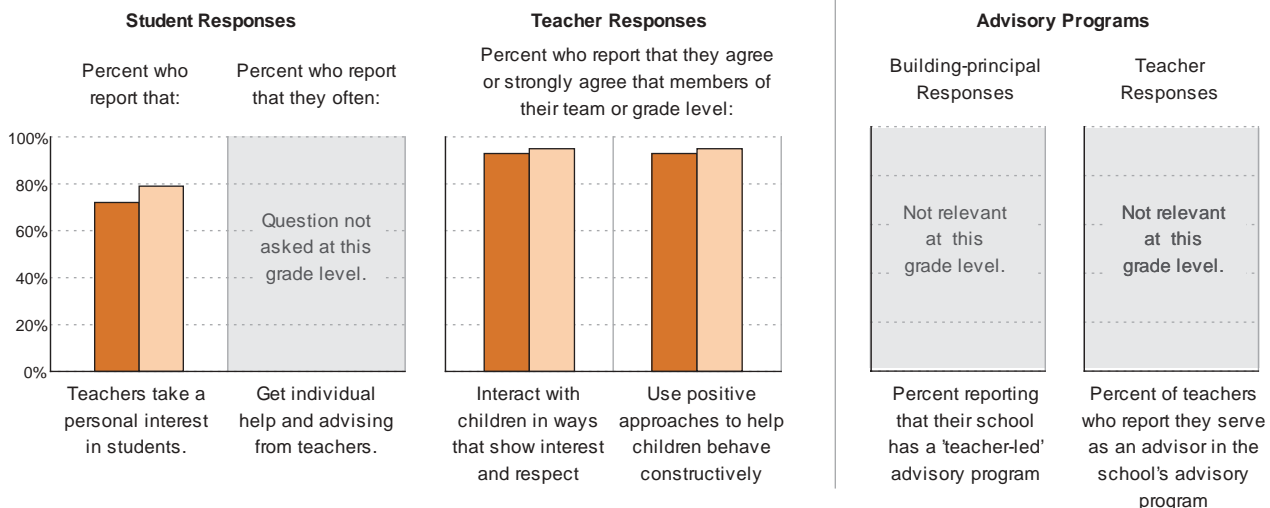 Student Responses
Percent who
report that:
Percent who report
that they often:
100%
80%
60%
40%
20%
0%
Question not
asked at this
grade level.
Teachers take a
personal interest
in students.
Get individual
help and advising
from teachers.
Teacher Responses
Percent who report that they agree
or strongly agree that members of
their team or grade level:
Interact with
children in ways
that show interest
and respect
Use positive
approaches to help
children behave
constructively
Advisory Programs
Building-principal
Responses
Not relevant
at this
grade level.
Percent reporting
that their school
has a 'teacher-led'
advisory program
Teacher
Responses
Not relevant
at this
grade level.
Percent of teachers
who report they serve
as an advisor in the
school's advisory
program